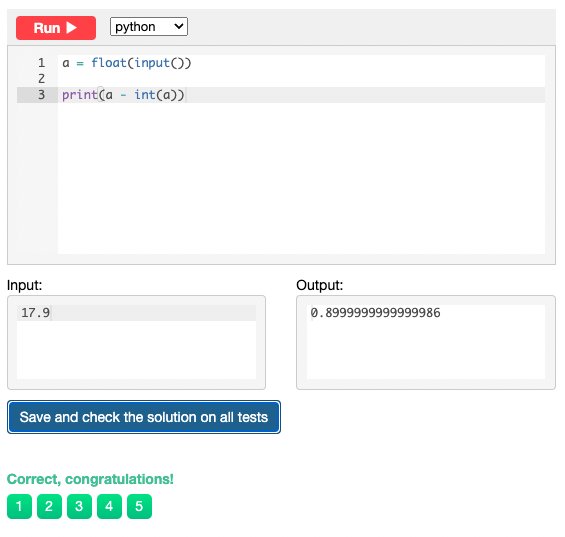 Run ▶ python
1 a = float(input())
2
3 print(a - int(a))
Input: Output:
17.9 0.8999999999999986
Save and check the solution on all tests
Correct, congratulations!
1 2 3 4 5